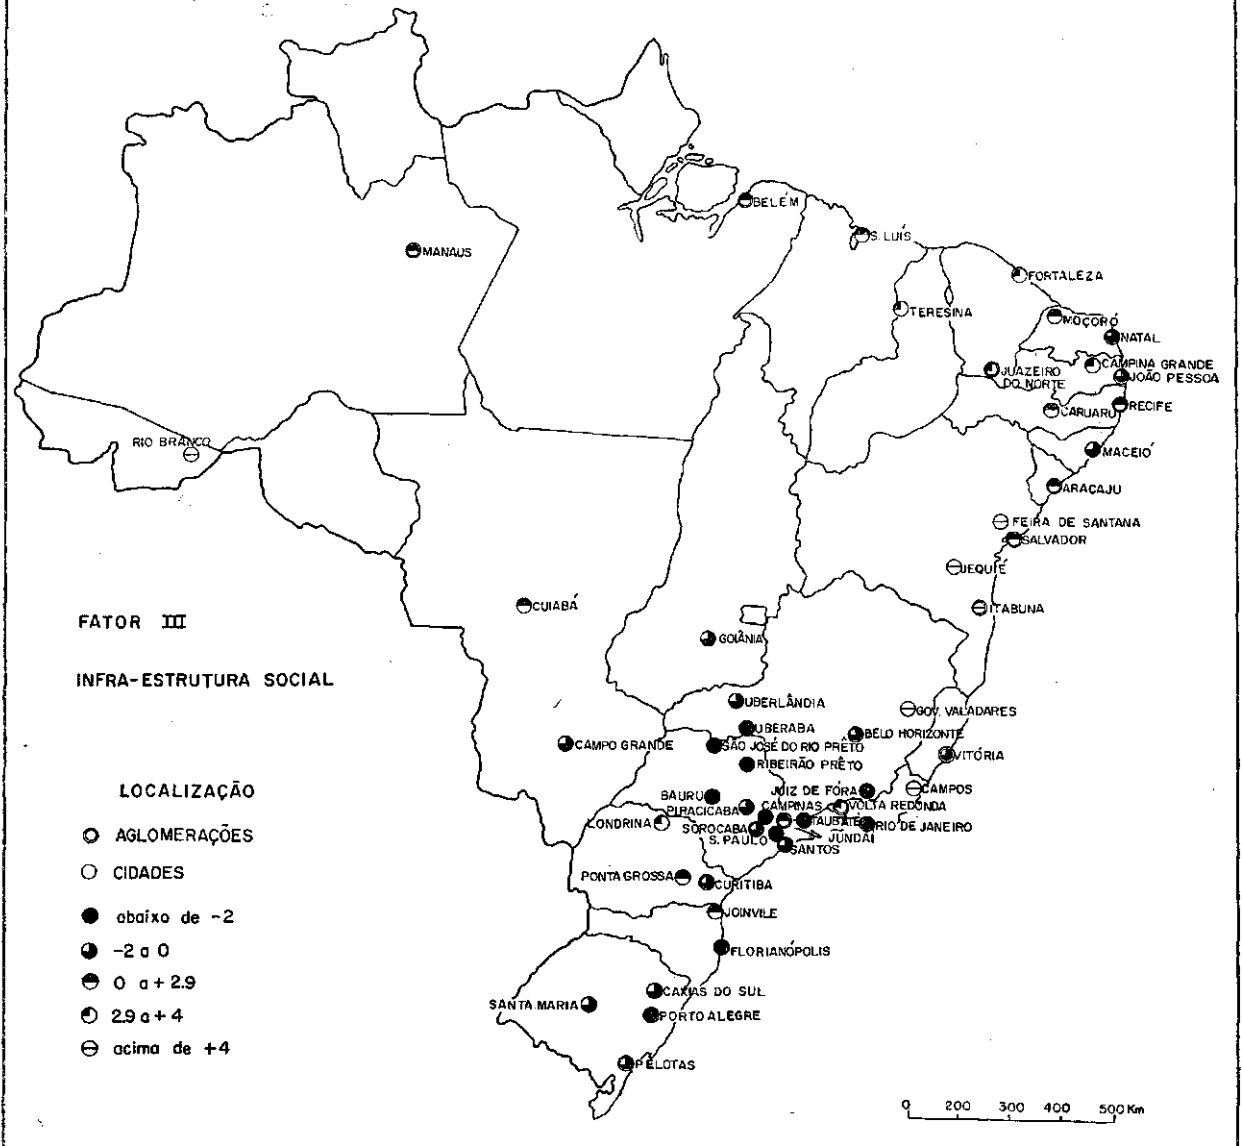 BELÉM
S. LUÍS
MANAUS
FORTALEZA
TERESINA
MOÇORÓ
NATAL
CAMPINA GRANDE
JUAZEIRO
DO NORTE
JOÃO PESSOA
CARUARU
RECIFE
RIO BRANCO
MACEIÓ
ARAÇAJU
FEIRA DE SANTANA
SALVADOR
JEQUIÉ
CUIABÁ
ITABUNA
FATOR III
GOIÂNIA
INFRA-ESTRUTURA SOCIAL
UBERLÂNDIA
GOV. VALADARES
UBERABA
BELO HORIZONTE
CAMPO GRANDE
SÃO JOSÉ DO RIO PRÊTO
VITÓRIA
RIBEIRÃO PRÊTO
LOCALIZAÇÃO
JUIZ DE FÓRA
CAMPOS
BAURU
PIRACICABA
CAMPINAS
VOLTA REDONDA
LONDRINA
TAUBATÉ
SOROCABA
RIO DE JANEIRO
S. PAULO
JÚNDAI
SANTOS
AGLOMERAÇÕES
CIDADES
PONTA GROSSA
CURITIBA
abaixo de -2
JOINVILE
-2 a 0
FLORIANÓPOLIS
0 a + 2.9
CAXIAS DO SUL
SANTA MARIA
2.9 a + 4
PORTO ALEGRE
acima de +4
PELOTAS
0 200 300 400 500 Km